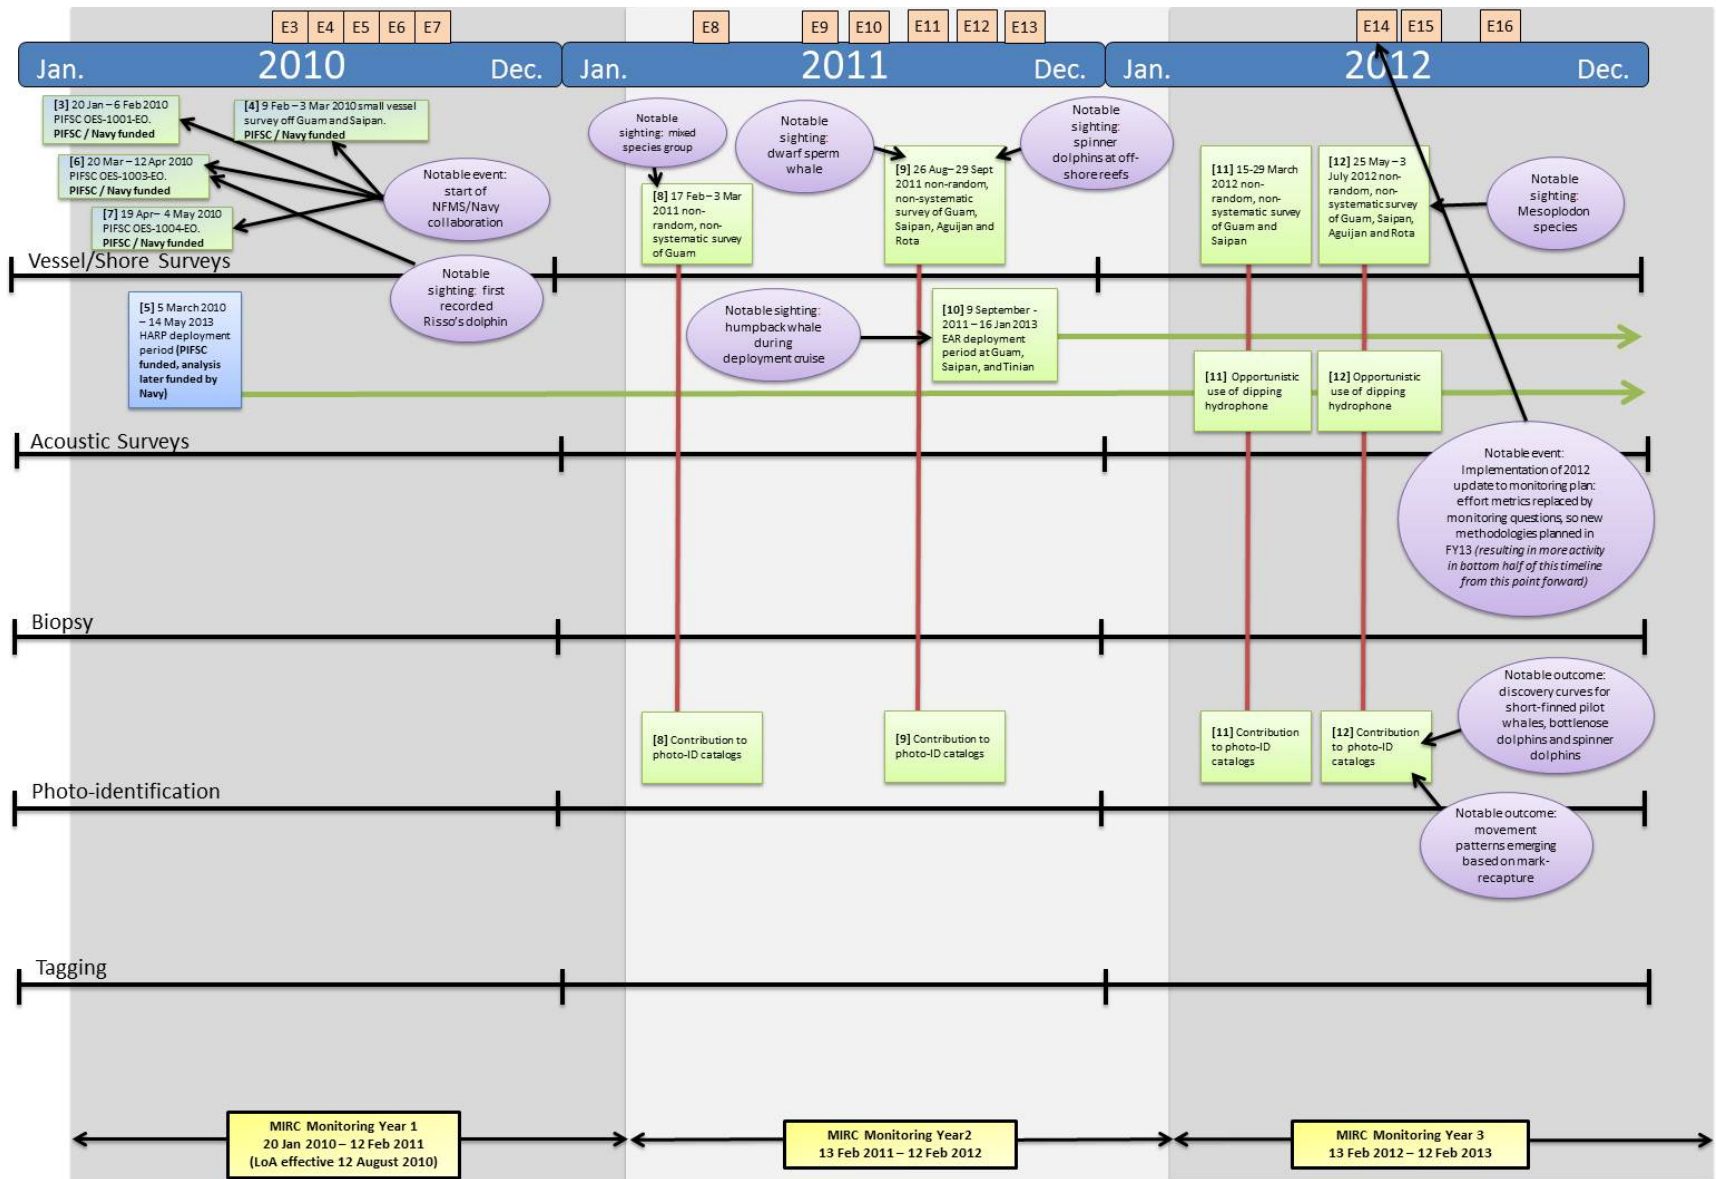 E3 E4 E5 E6 E7 E8 E9 E10 E11 E12 E13 E14 E15 E16
Jan. 2010 Dec. Jan. 2011 Dec. Jan. 2012 Dec.
[3] 20 Jan – 6 Feb 2010
PIFSC OES-1001-EO.
PIFSC / Navy funded
[4] 9 Feb – 3 Mar 2010 small vessel
survey off Guam and Saipan.
PIFSC / Navy funded
[6] 20 Mar – 12 Apr 2010
PIFSC OES-1003-EO.
PIFSC / Navy funded
[7] 19 Apr– 4 May 2010
PIFSC OES-1004-EO.
PIFSC / Navy funded
Notable event:
start of
NFMS/Navy
collaboration
Notable
sighting: first
recorded
Risso's dolphin
Notable
sighting: mixed
species group
[8] 17 Feb – 3 Mar
2011 non-
random, non-
systematic survey
of Guam
Notable
sighting:
dwarf sperm
whale
[9] 26 Aug– 29 Sept
2011 non-random,
non-systematic
survey of Guam,
Saipan, Aguijan and
Rota
Notable
sighting:
spinner
dolphins at off-
shore reefs
[11] 15-29 March
2012 non-
random, non-
systematic survey
of Guam and
Saipan
[12] 25 May – 3
July 2012 non-
random, non-
systematic survey
of Guam, Saipan,
Aguijan and Rota
Notable
sighting:
Mesoplodon
species
Vessel/Shore Surveys
[5] 5 March 2010
– 14 May 2013
HARP deployment
period (PIFSC
funded, analysis
later funded by
Navy)
Notable sighting:
humpback whale
during
deployment cruise
[10] 9 September -
2011 – 16 Jan 2013
EAR deployment
period at Guam,
Saipan, and Tinian
[11] Opportunistic
use of dipping
hydrophone
[12] Opportunistic
use of dipping
hydrophone
Acoustic Surveys
Notable event:
Implementation of 2012
update to monitoring plan:
effort metrics replaced by
monitoring questions, so new
methodologies planned in
FY13 (resulting in more activity
in bottom half of this timeline
from this point forward)
Biopsy
[8] Contribution to
photo-ID catalogs
[9] Contribution to
photo-ID catalogs
[11] Contribution
to photo-ID
catalogs
[12] Contribution
to photo-ID
catalogs
Notable outcome:
discovery curves for
short-finned pilot
whales, bottlenose
dolphins and spinner
dolphins
Photo-identification
Notable outcome:
movement
patterns emerging
based on mark-
recapture
Tagging
MIRC Monitoring Year 1
20 Jan 2010 – 12 Feb 2011
(LoA effective 12 August 2010)
MIRC Monitoring Year2
13 Feb 2011 – 12 Feb 2012
MIRC Monitoring Year 3
13 Feb 2012 – 12 Feb 2013